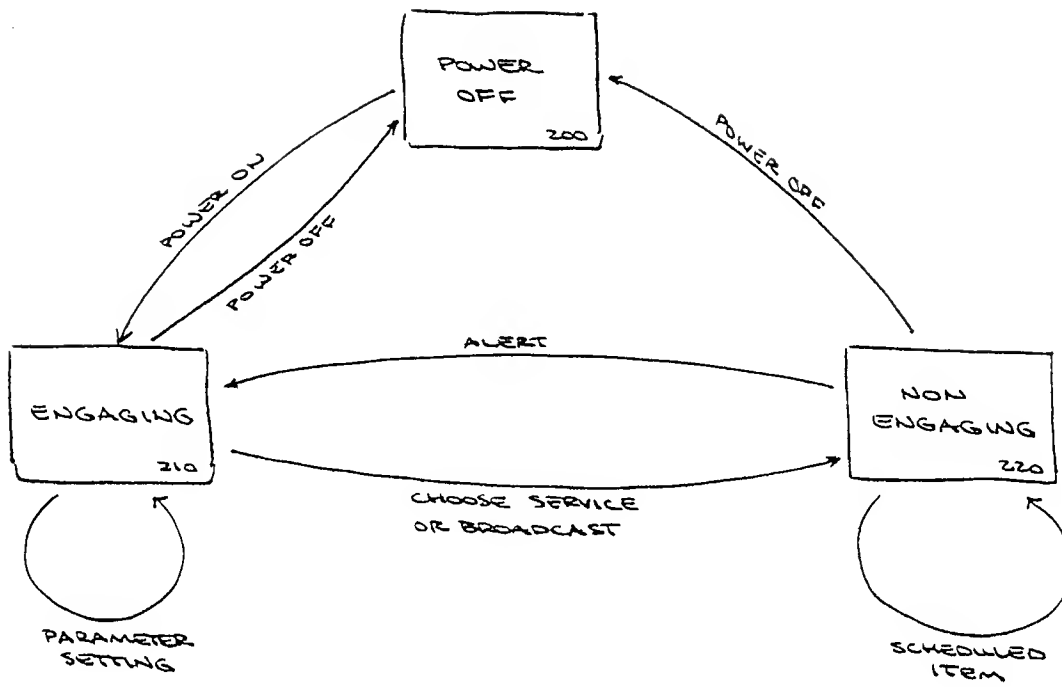 POWER
OFF
200
POWER ON
POWER OFF
POWER OFF
ALERT
ENGAGING
210
NON
ENGAGING
220
CHOOSE SERVICE
OR BROADCAST
PARAMETER
SETTING
SCHEDULED
ITEM